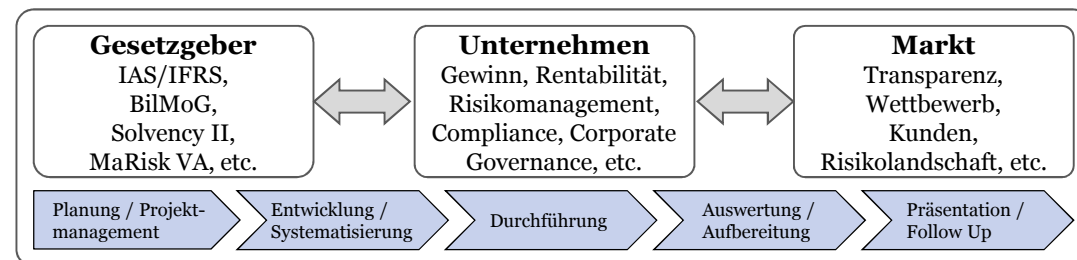 Gesetzgeber
IAS/IFRS,
BilMoG,
Solvency II,
MaRisk VA, etc.
Unternehmen
Gewinn, Rentabilität,
Risikomanagement,
Compliance, Corporate
Governance, etc.
Markt
Transparenz,
Wettbewerb,
Kunden,
Risikolandschaft, etc.
Planung / Projekt-
management
Entwicklung /
Systematisierung
Durchführung
Auswertung /
Aufbereitung
Präsentation /
Follow Up